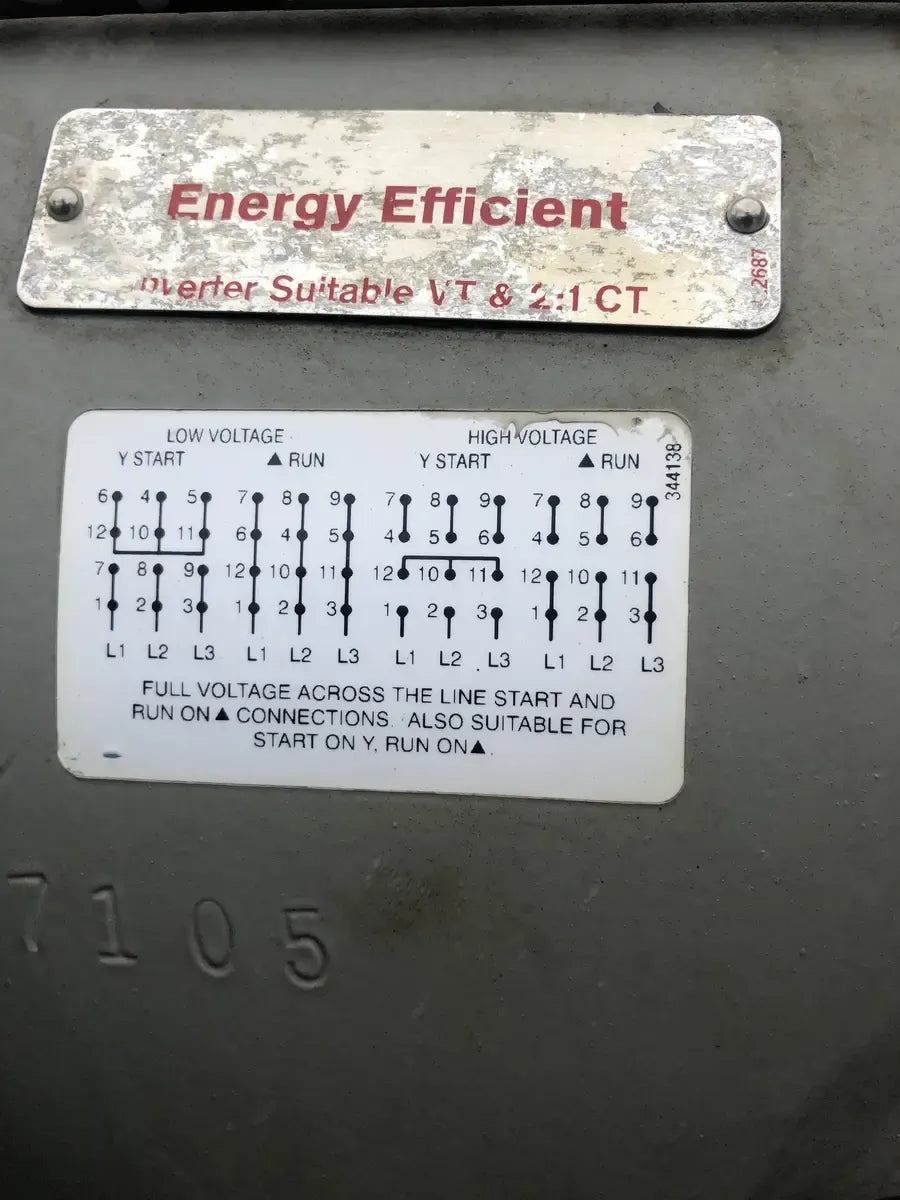 Energy Efficient
nverter Suitable VT & 2:1 CT
2687
LOW VOLTAGE HIGH VOLTAGE
Y START ▲ RUN Y START ▲ RUN
344138
6 4 5 7 8 9 7 8 9 7 8 9
12 10 11 6 4 5 4 5 6 4 5 6
7 8 9 12 10 11 12 10 11 12 10 11
1 2 3 1 2 3 1 2 3 1 2 3
L1 L2 L3 L1 L2 L3 L1 L2 L3 L1 L2 L3
FULL VOLTAGE ACROSS THE LINE START AND
RUN ON ▲ CONNECTIONS. ALSO SUITABLE FOR
START ON Y, RUN ON ▲.
7105